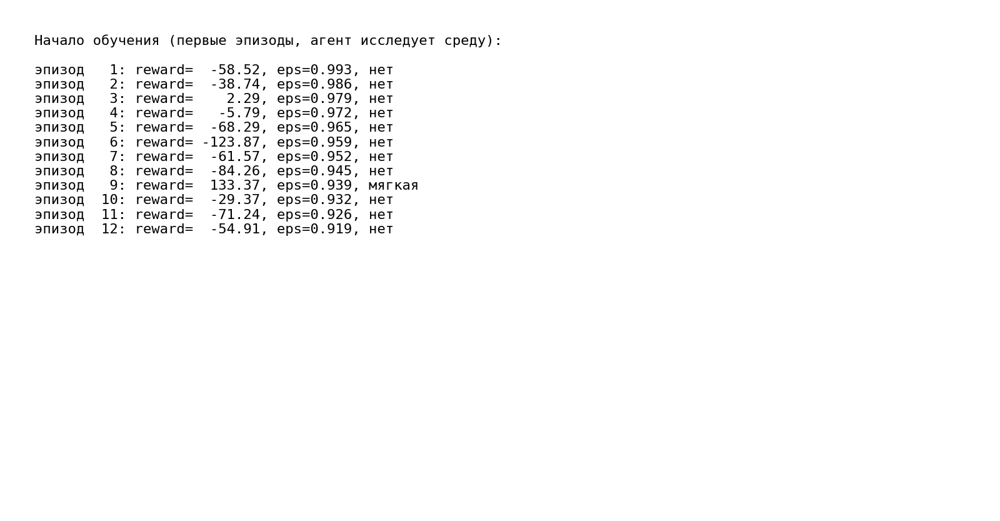 Начало обучения (первые эпизоды, агент исследует среду):
эпизод   1: reward=  -58.52, eps=0.993, нет
эпизод   2: reward=  -38.74, eps=0.986, нет
эпизод   3: reward=    2.29, eps=0.979, нет
эпизод   4: reward=   -5.79, eps=0.972, нет
эпизод   5: reward=  -68.29, eps=0.965, нет
эпизод   6: reward= -123.87, eps=0.959, нет
эпизод   7: reward=  -61.57, eps=0.952, нет
эпизод   8: reward=  -84.26, eps=0.945, нет
эпизод   9: reward=  133.37, eps=0.939, мягкая
эпизод  10: reward=  -29.37, eps=0.932, нет
эпизод  11: reward=  -71.24, eps=0.926, нет
эпизод  12: reward=  -54.91, eps=0.919, нет